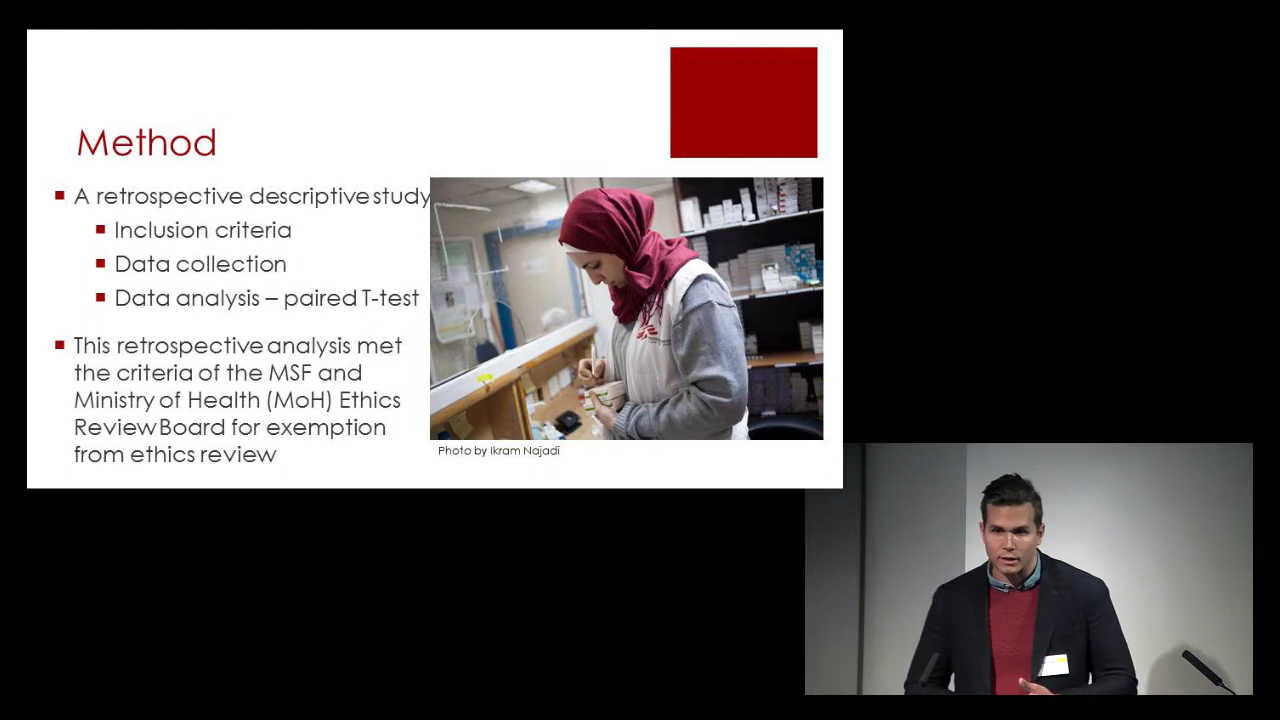 Method
A retrospective descriptive study
Inclusion criteria
Data collection
Data analysis – paired T-test
This retrospective analysis met
the criteria of the MSF and
Ministry of Health (MoH) Ethics
Review Board for exemption
from ethics review
Photo by Ikram Najadi